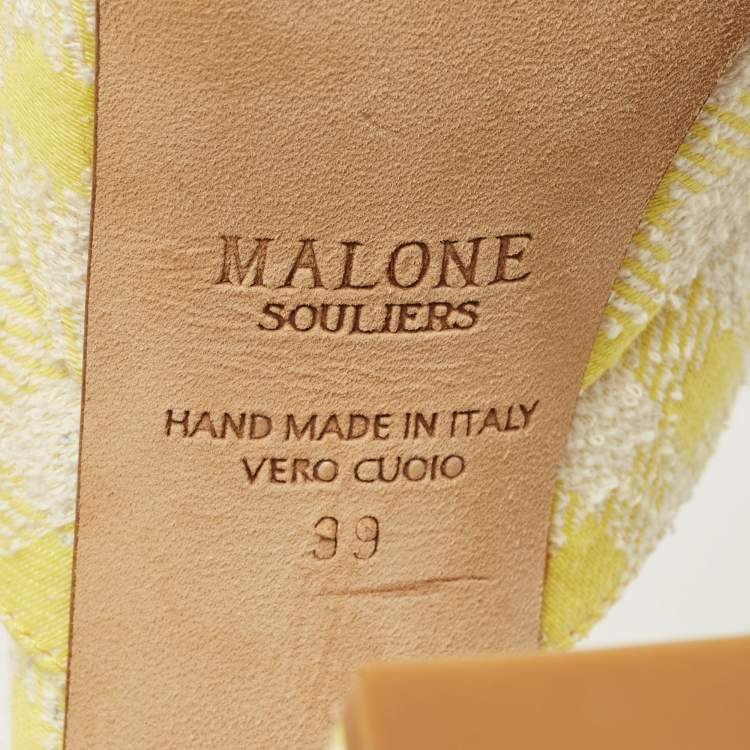 MALONE
SOULIERS
HAND MADE IN ITALY
VERO CUOIO
39